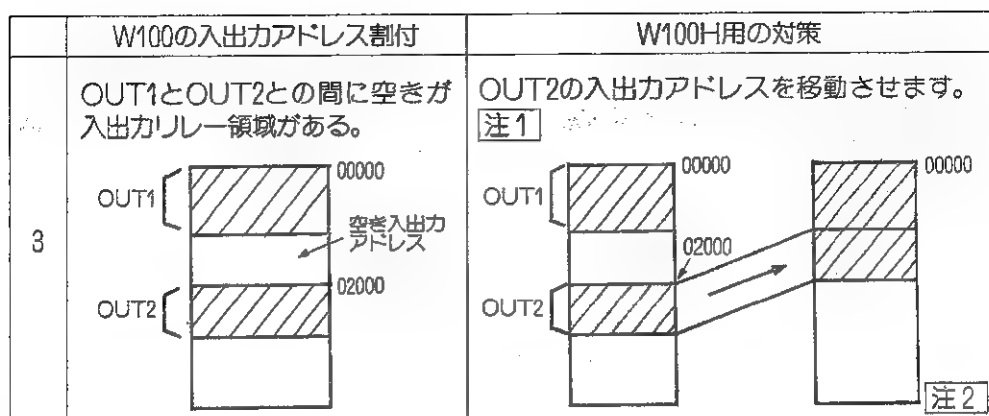 W100の入出力アドレス割付
W100H用の対策
3
OUT1とOUT2との間に空きが
入出力リレー領域がある。
OUT1
00000
空き入出力
アドレス
02000
OUT2
OUT2の入出力アドレスを移動させます。
注1
OUT1
00000
02000
OUT2
00000
注2